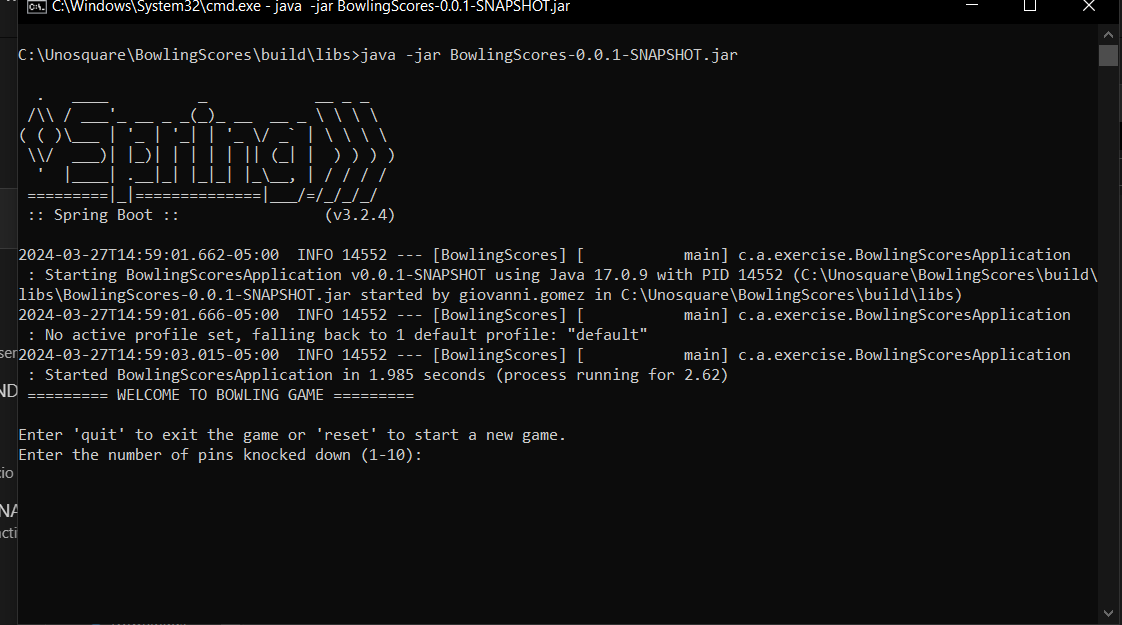 C:\Windows\System32\cmd.exe - java -jar BowlingScores-0.0.1-SNAPSHOT.jar
C:\Unosquare\BowlingScores\build\libs>java -jar BowlingScores-0.0.1-SNAPSHOT.jar
  .   ____          _            __ _ _
 /\\ / ___'_ __ _ _(_)_ __  __ _ \ \ \ \
( ( )\___ | '_ | '_| | '_ \/ _` | \ \ \ \
 \\/  ___)| |_)| | | | | || (_| |  ) ) ) )
  '  |____| .__|_| |_|_| |_\__, | / / / /
 =========|_|==============|___/=/_/_/_/
 :: Spring Boot ::                (v3.2.4)
2024-03-27T14:59:01.662-05:00  INFO 14552 --- [BowlingScores] [           main] c.a.exercise.BowlingScoresApplication
 : Starting BowlingScoresApplication v0.0.1-SNAPSHOT using Java 17.0.9 with PID 14552 (C:\Unosquare\BowlingScores\build\
libs\BowlingScores-0.0.1-SNAPSHOT.jar started by giovanni.gomez in C:\Unosquare\BowlingScores\build\libs)
2024-03-27T14:59:01.666-05:00  INFO 14552 --- [BowlingScores] [           main] c.a.exercise.BowlingScoresApplication
 : No active profile set, falling back to 1 default profile: "default"
2024-03-27T14:59:03.015-05:00  INFO 14552 --- [BowlingScores] [           main] c.a.exercise.BowlingScoresApplication
 : Started BowlingScoresApplication in 1.985 seconds (process running for 2.62)
 ========= WELCOME TO BOWLING GAME =========
Enter 'quit' to exit the game or 'reset' to start a new game.
Enter the number of pins knocked down (1-10):